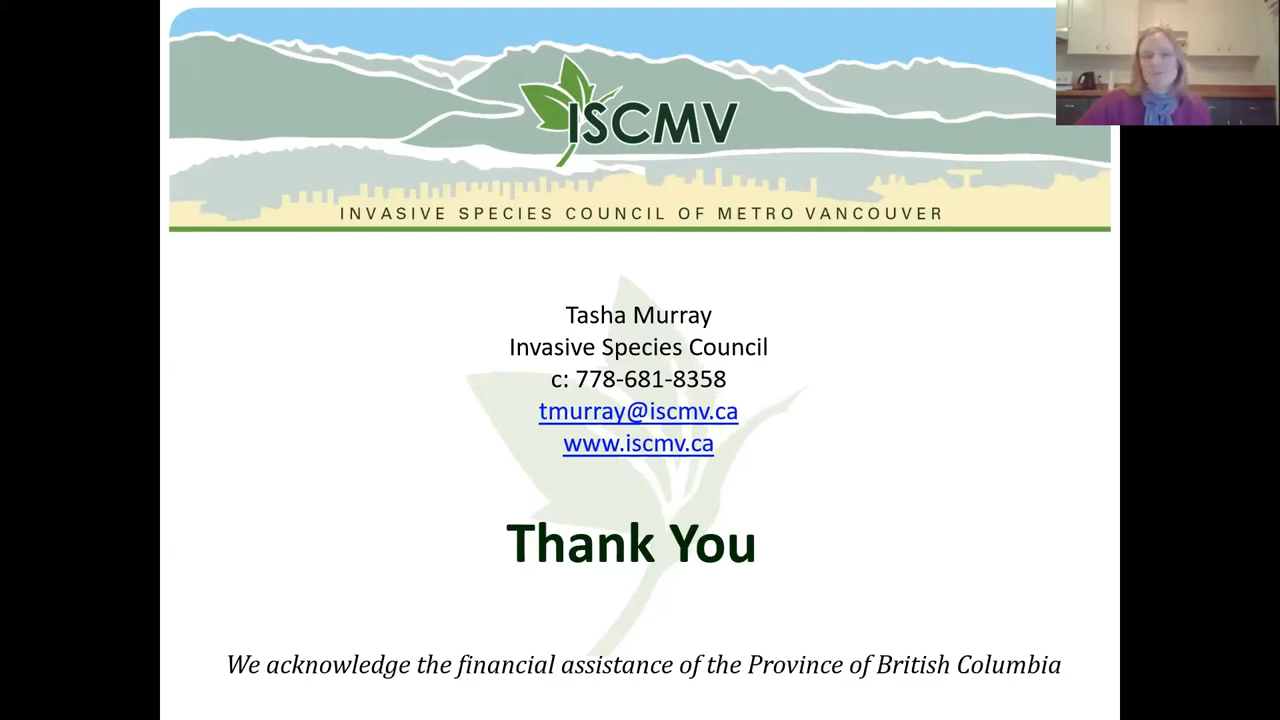 ISCMV
INVASIVE SPECIES COUNCIL OF METRO VANCOUVER
Tasha Murray
Invasive Species Council
c: 778-681-8358
tmurray@iscmv.ca
www.iscmv.ca
Thank You
We acknowledge the financial assistance of the Province of British Columbia